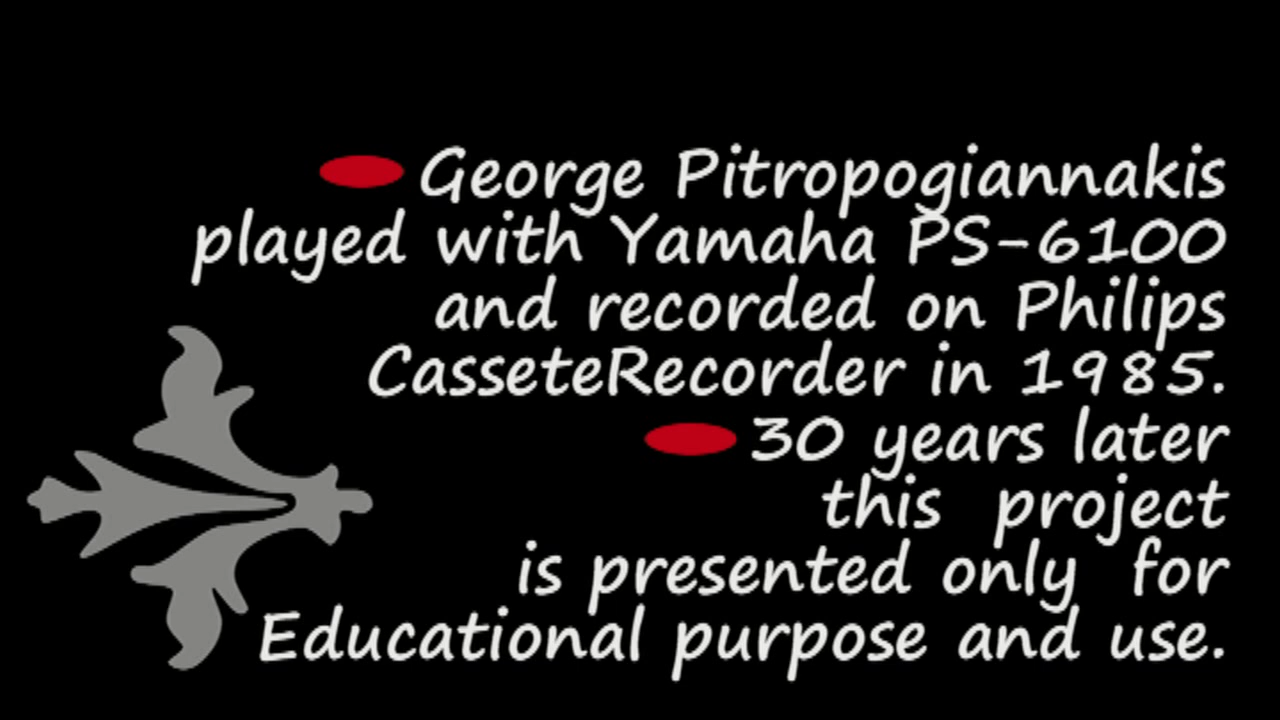 George Pitropogiannakis
played with Yamaha PS-6100
and recorded on Philips
CasseteRecorder in 1985.
30 years later
this project
is presented only for
Educational purpose and use.